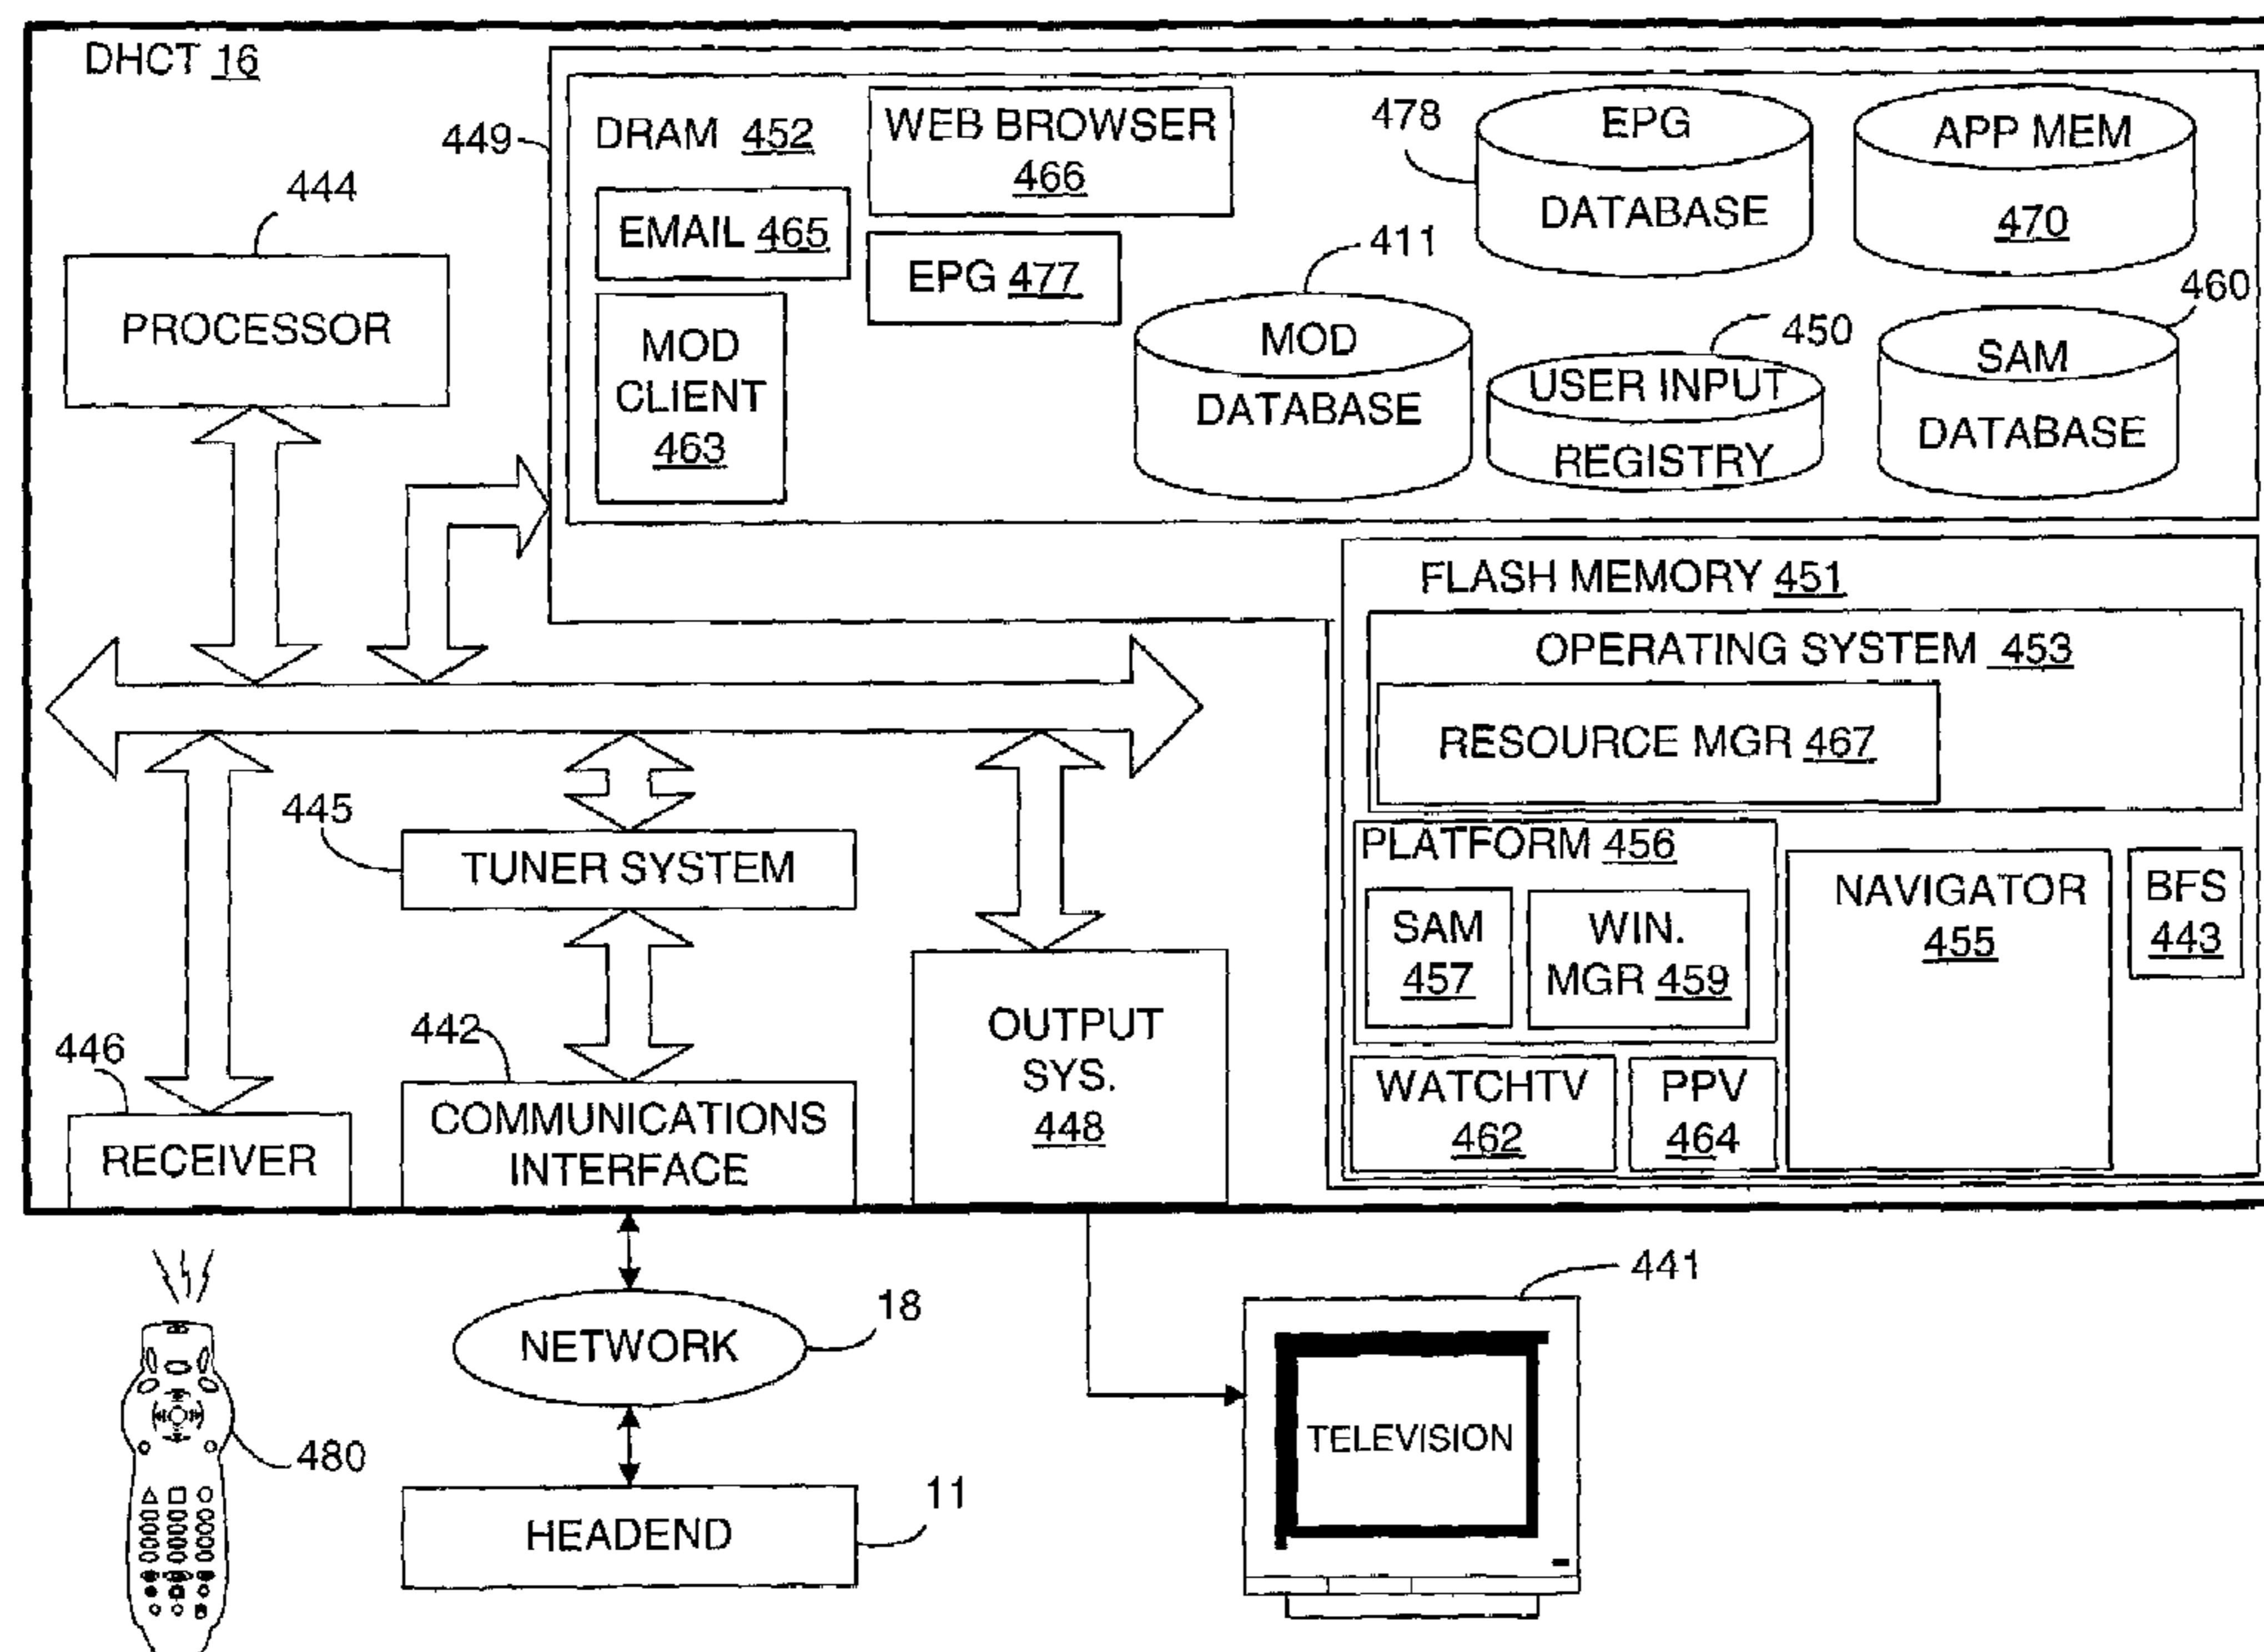 DHCT 16
449
DRAM 452
WEB BROWSER
466
EMAIL 465
EPG 477
MOD
CLIENT
463
411
MOD
DATABASE
478
EPG
DATABASE
APP MEM
470
450
USER INPUT
REGISTRY
460
SAM
DATABASE
444
PROCESSOR
FLASH MEMORY 451
OPERATING SYSTEM 453
RESOURCE MGR 467
PLATFORM 456
SAM
457
WIN.
MGR 459
NAVIGATOR
455
BFS
443
WATCHTV
462
PPV
464
445
TUNER SYSTEM
446
RECEIVER
442
COMMUNICATIONS
INTERFACE
OUTPUT
SYS.
448
480
NETWORK
18
HEADEND
11
441
TELEVISION